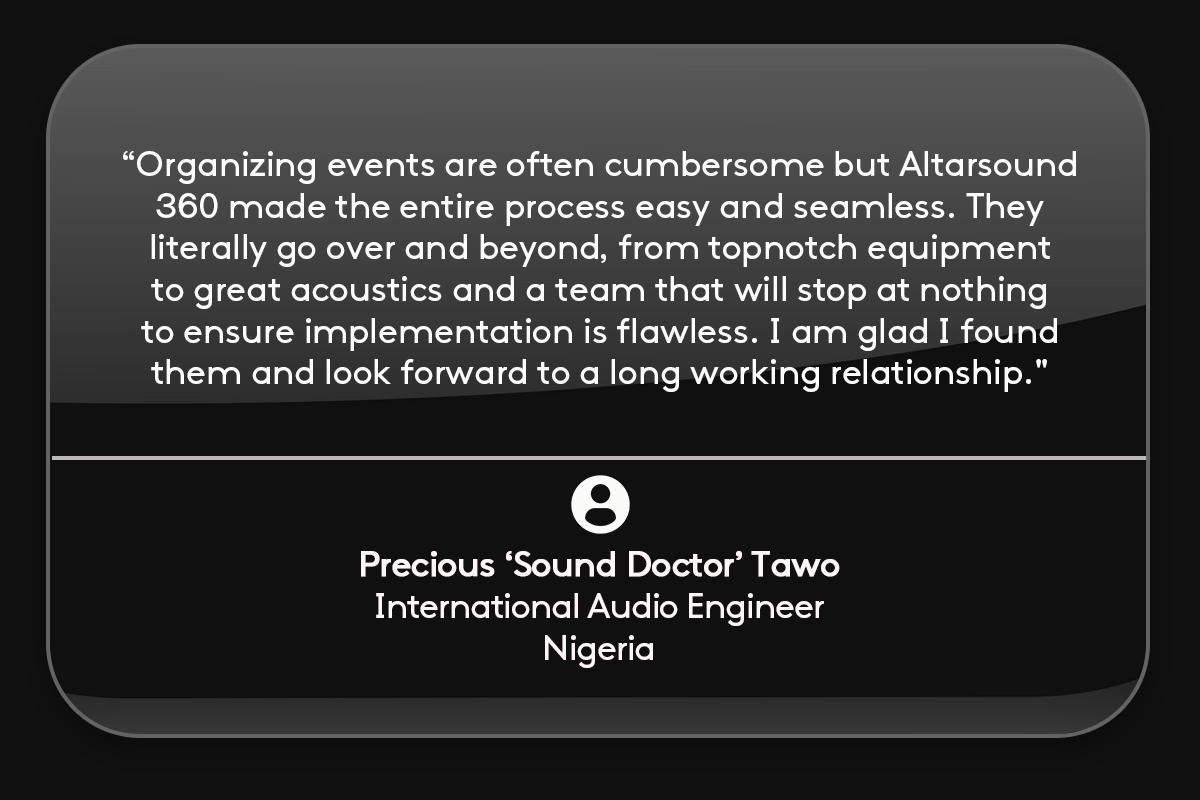 “Organizing events are often cumbersome but Altarsound
360 made the entire process easy and seamless. They
literally go over and beyond, from topnotch equipment
to great acoustics and a team that will stop at nothing
to ensure implementation is flawless. I am glad I found
them and look forward to a long working relationship."
Precious ‘Sound Doctor’ Tawo
International Audio Engineer
Nigeria